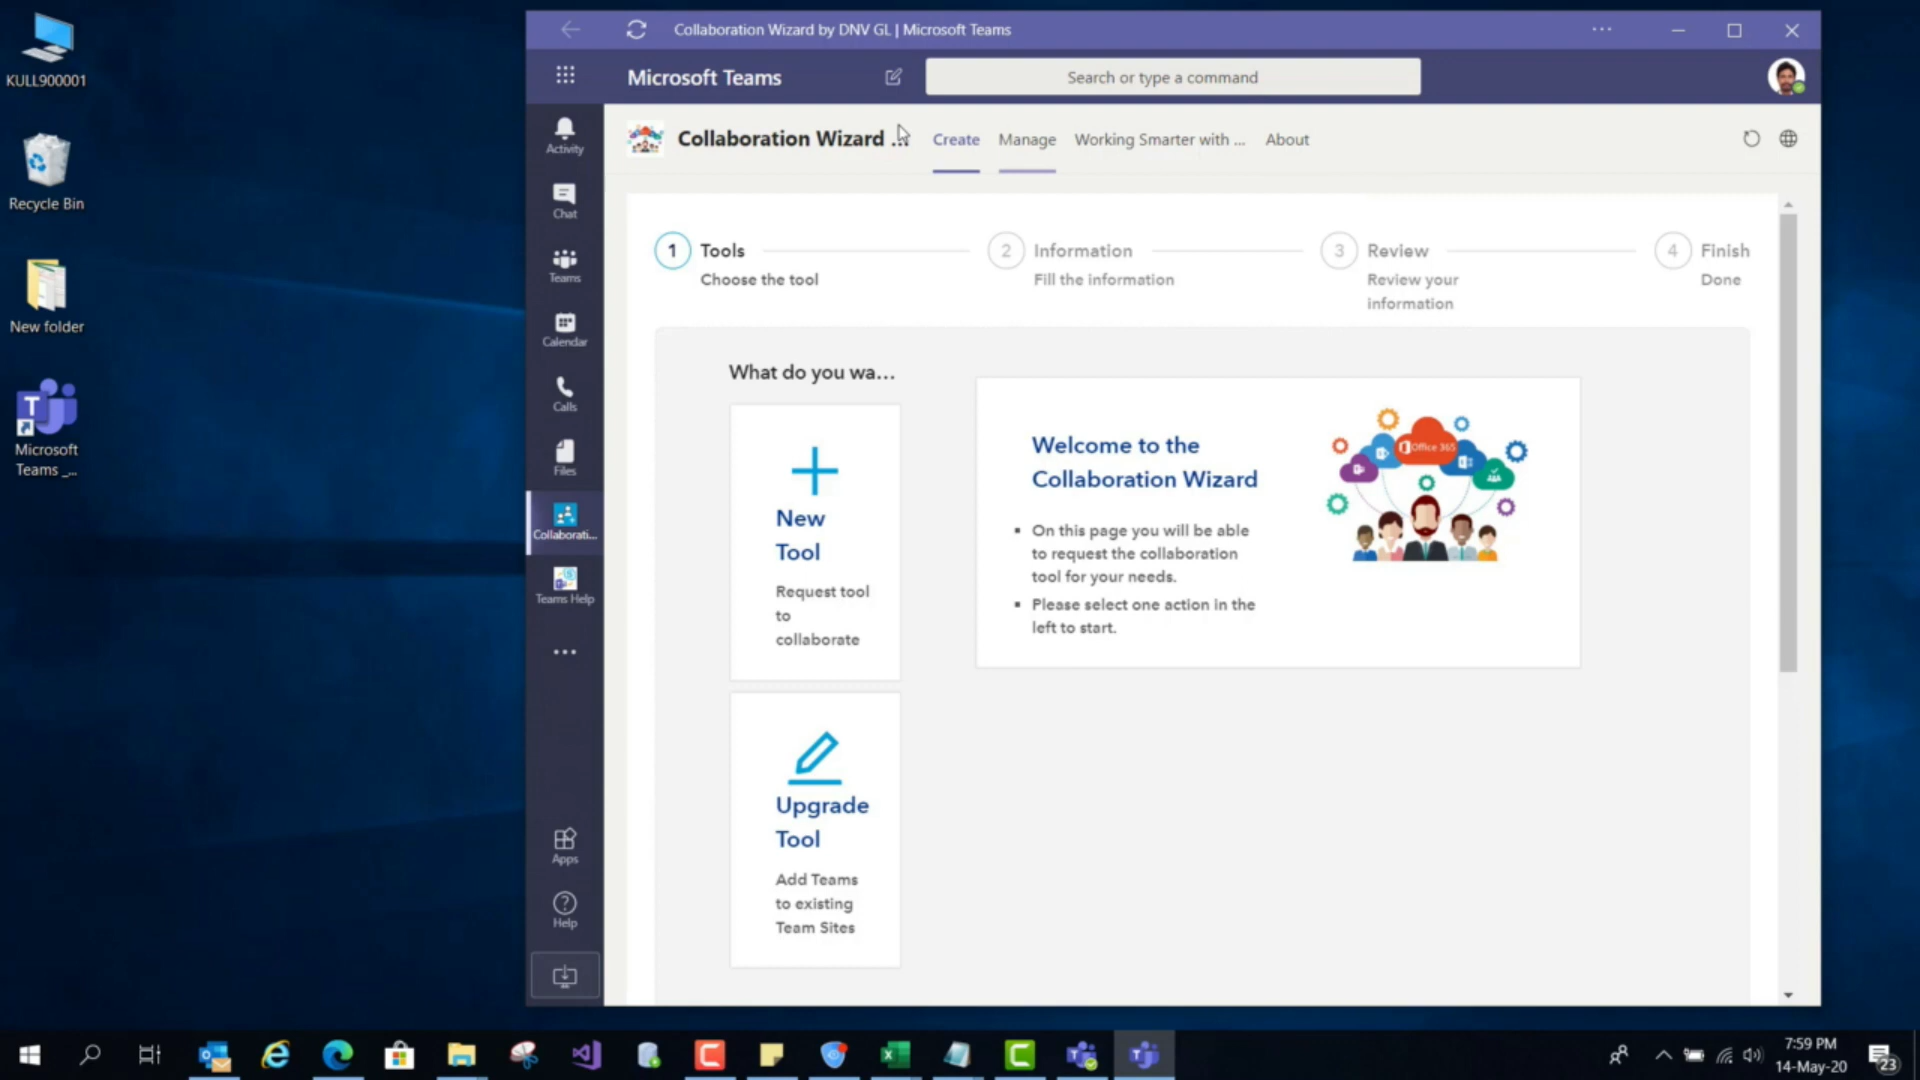 KULL900001
Recycle Bin
New folder
Microsoft
Teams _...
Collaboration Wizard by DNV GL | Microsoft Teams
Microsoft Teams
Search or type a command
Activity
Chat
Teams
Calendar
Calls
Files
Collaborati...
Teams Help
Apps
Help
Collaboration Wizard ...
Create
Manage
Working Smarter with ...
About
1 Tools
Choose the tool
2 Information
Fill the information
3 Review
Review your
information
4 Finish
Done
What do you wa...
New
Tool
Request tool
to
collaborate
Upgrade
Tool
Add Teams
to existing
Team Sites
Welcome to the
Collaboration Wizard
▪ On this page you will be able
to request the collaboration
tool for your needs.
▪ Please select one action in the
left to start.
Office 365
7:59 PM
14-May-20
23